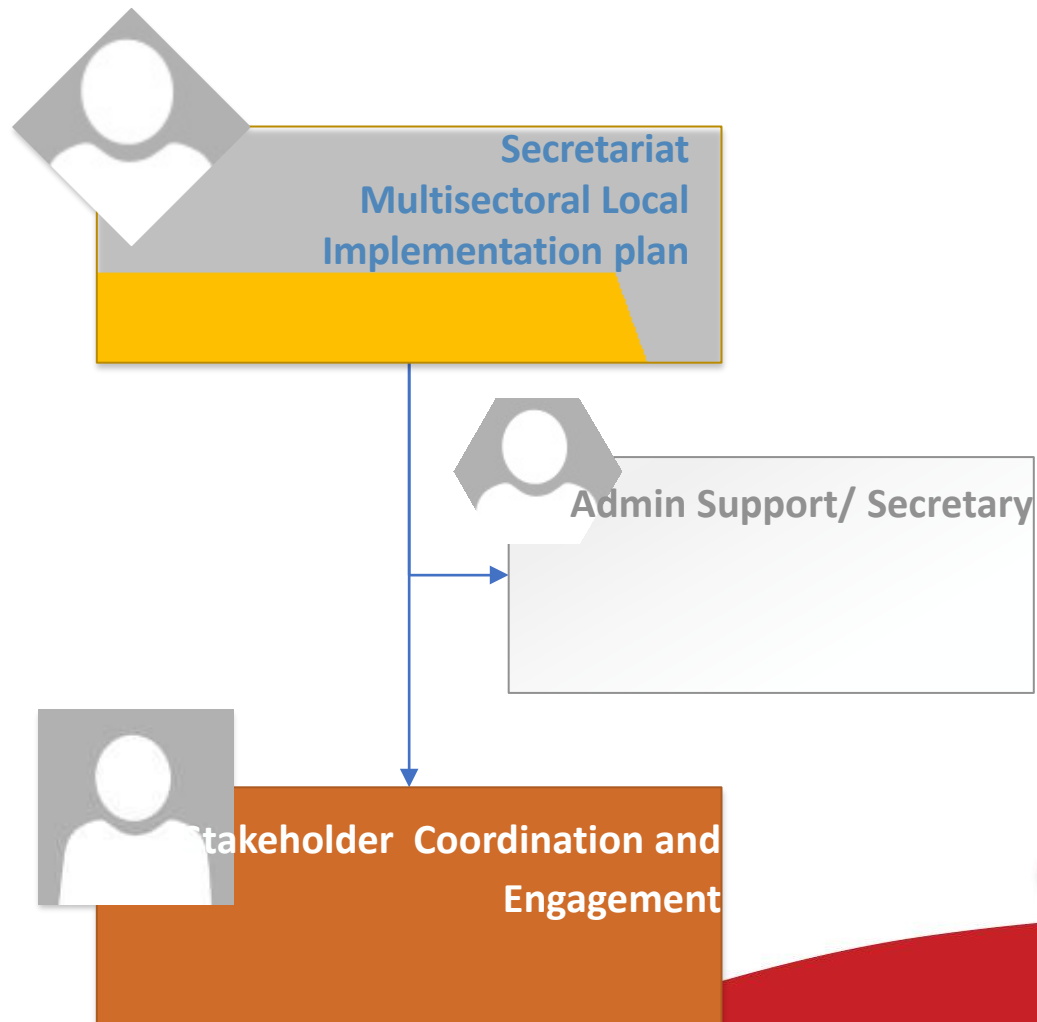 Secretariat
Multisectoral Local
Implementation plan
Admin Support/ Secretary
Stakeholder  Coordination and
Engagement